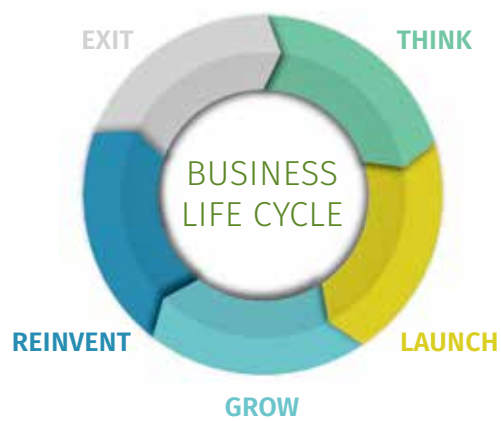 EXIT
THINK
BUSINESS
LIFE CYCLE
REINVENT
LAUNCH
GROW